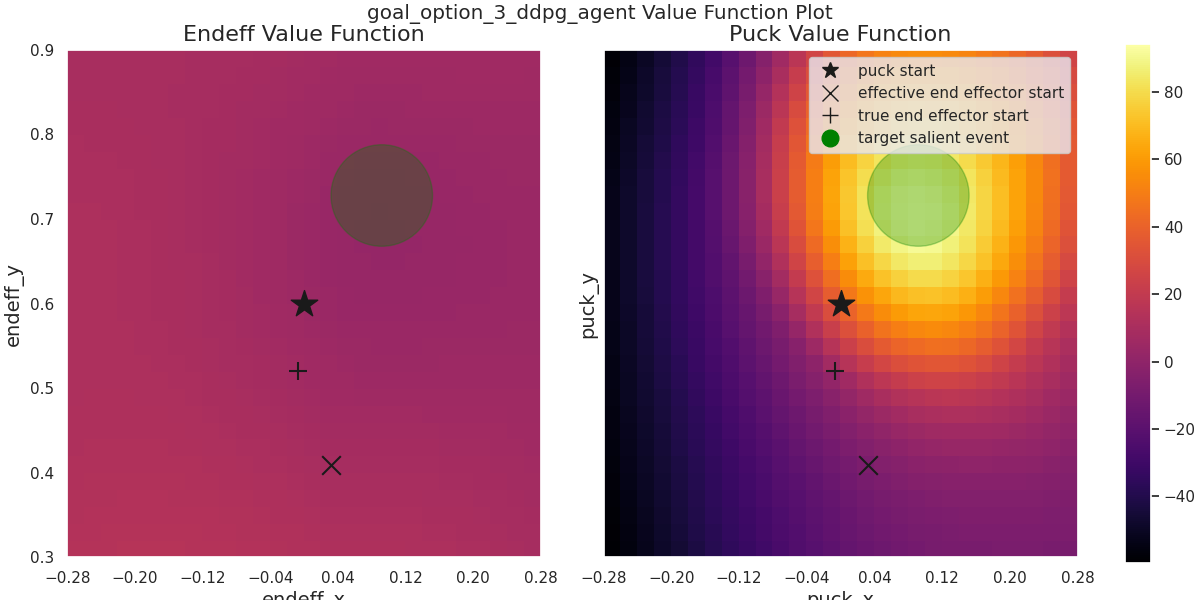 goal_option_3_ddpg_agent Value Function Plot
Endeff Value Function
Puck Value Function
puck start
effective end effector start
true end effector start
target salient event
endeff_y
0.9
0.8
0.7
0.6
0.5
0.4
0.3
−0.28 −0.20 −0.12 −0.04 0.04 0.12 0.20 0.28
endeff_x
puck_y
−0.28 −0.20 −0.12 −0.04 0.04 0.12 0.20 0.28
puck_x
80
60
40
20
0
−20
−40